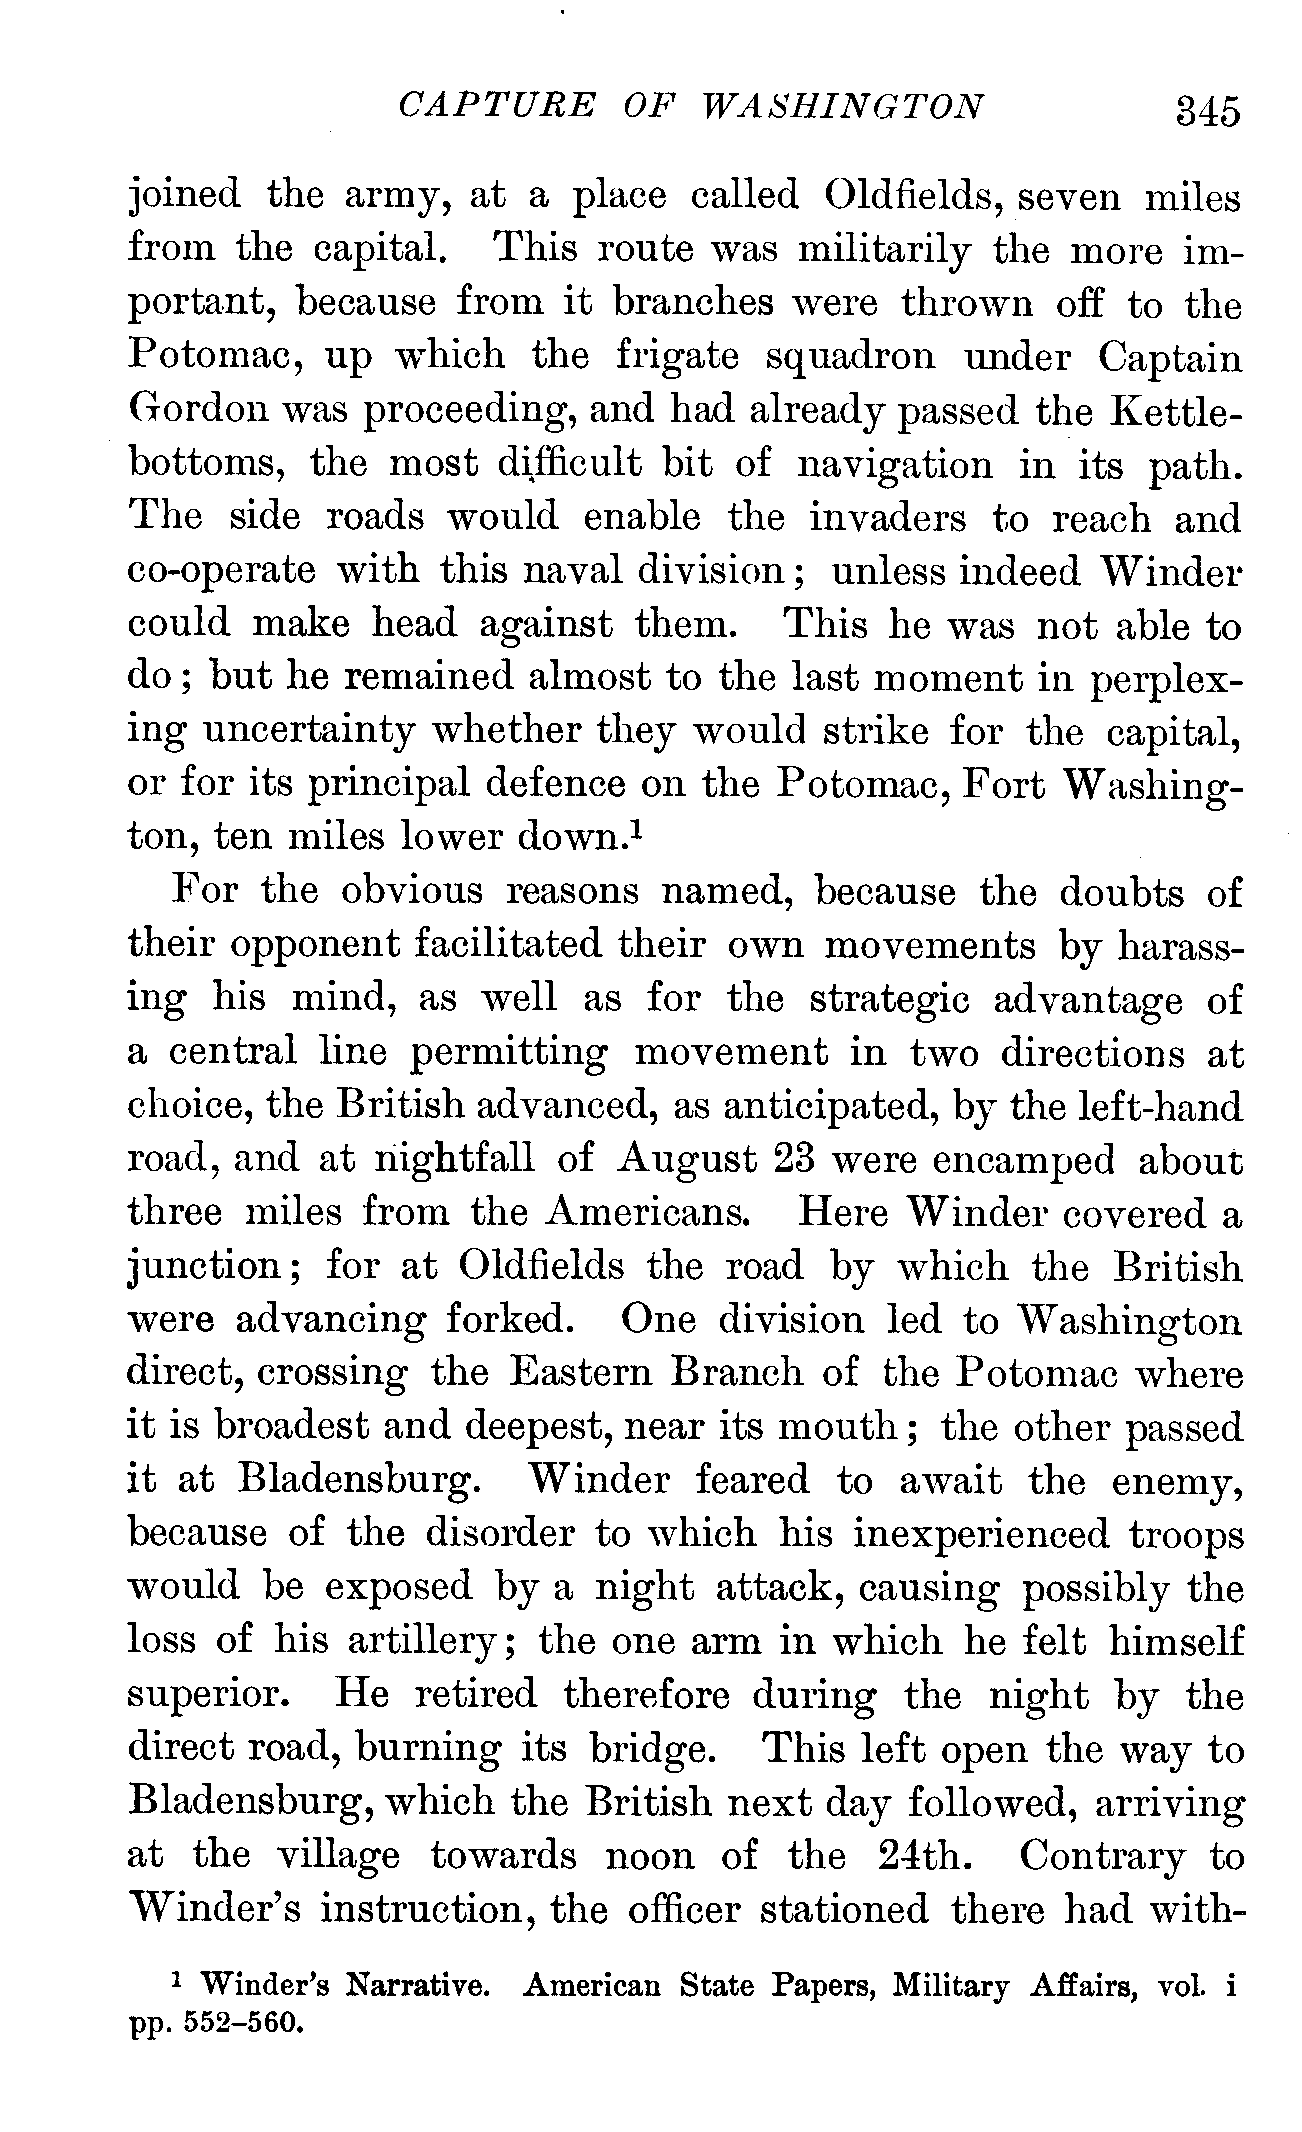 CAPTURE OF WASHINGTON 345
joined the army, at a place called Oldfields, seven miles
from the capital. This route was militarily the more im-
portant, because from it branches were thrown off to the
Potomac, up which the frigate squadron under Captain
Gordon was proceeding, and had already passed the Kettle-
bottoms, the most difficult bit of navigation in its path.
The side roads would enable the invaders to reach and
co-operate with this naval division; unless indeed Winder
could make head against them. This he was not able to
do; but he remained almost to the last moment in perplex-
ing uncertainty whether they would strike for the capital,
or for its principal defence on the Potomac, Fort Washing-
ton, ten miles lower down.¹
For the obvious reasons named, because the doubts of
their opponent facilitated their own movements by harass-
ing his mind, as well as for the strategic advantage of
a central line permitting movement in two directions at
choice, the British advanced, as anticipated, by the left-hand
road, and at nightfall of August 23 were encamped about
three miles from the Americans. Here Winder covered a
junction; for at Oldfields the road by which the British
were advancing forked. One division led to Washington
direct, crossing the Eastern Branch of the Potomac where
it is broadest and deepest, near its mouth; the other passed
it at Bladensburg. Winder feared to await the enemy,
because of the disorder to which his inexperienced troops
would be exposed by a night attack, causing possibly the
loss of his artillery; the one arm in which he felt himself
superior. He retired therefore during the night by the
direct road, burning its bridge. This left open the way to
Bladensburg, which the British next day followed, arriving
at the village towards noon of the 24th. Contrary to
Winder's instruction, the officer stationed there had with-
¹ Winder's Narrative. American State Papers, Military Affairs, vol. i
pp. 552-560.